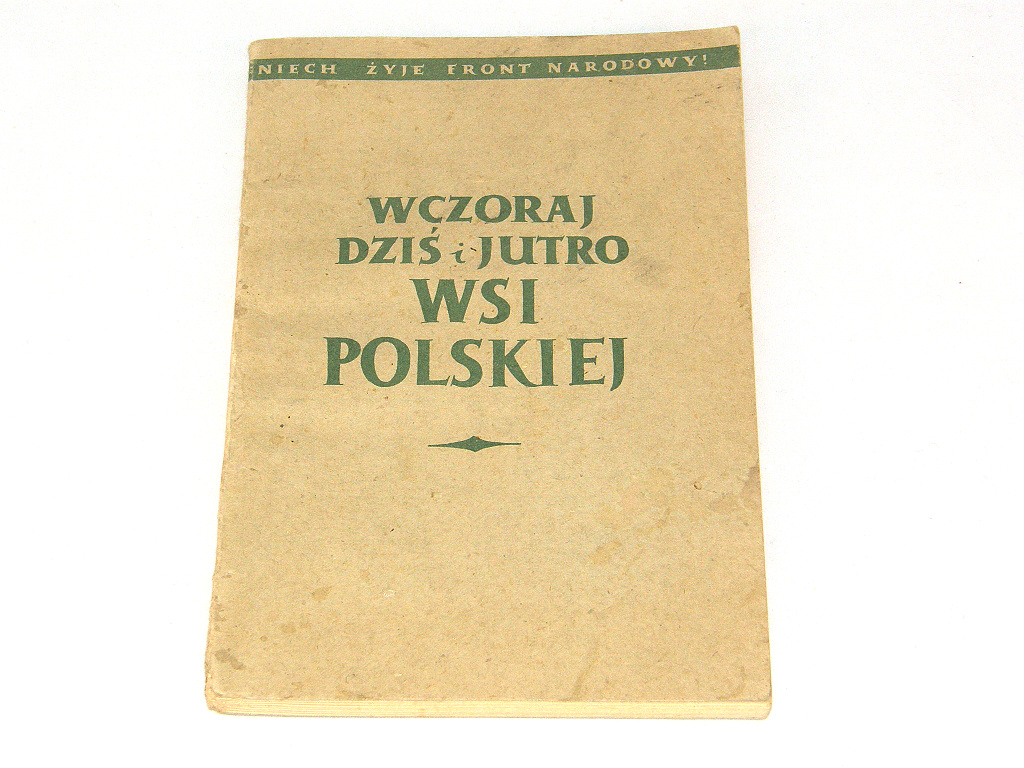 NIECH ŻYJE FRONT NARODOWY!
WCZORAJ
DZIŚ i JUTRO
WSI
POLSKIEJ